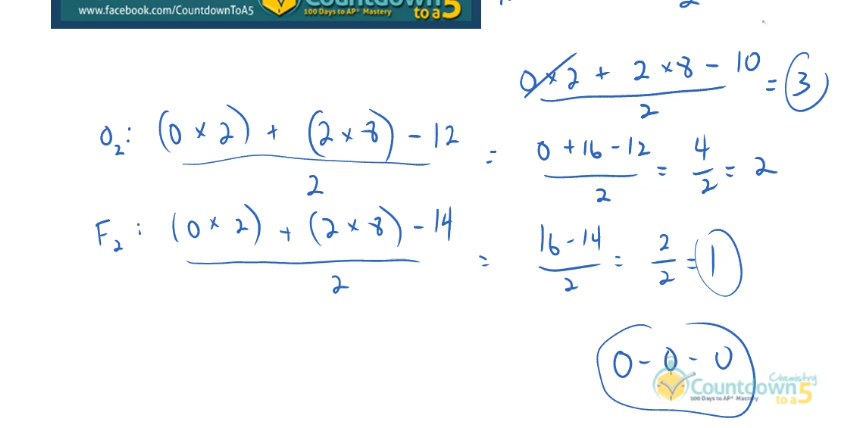 www.facebook.com/CountdownToA5
Countdown
100 Days to AP* Mastery
to a 5
2
0 × 2 + 2 × 8 - 10 / 2 = 3
O₂: (0 × 2) + (2 × 8) - 12 / 2 = 0 + 16 - 12 / 2 = 4 / 2 = 2
F₂: (0 × 2) + (2 × 8) - 14 / 2 = 16 - 14 / 2 = 2 / 2 = 1
0 - 0 - 0
Chemistry
Countdown
100 Days to AP* Mastery
to a 5